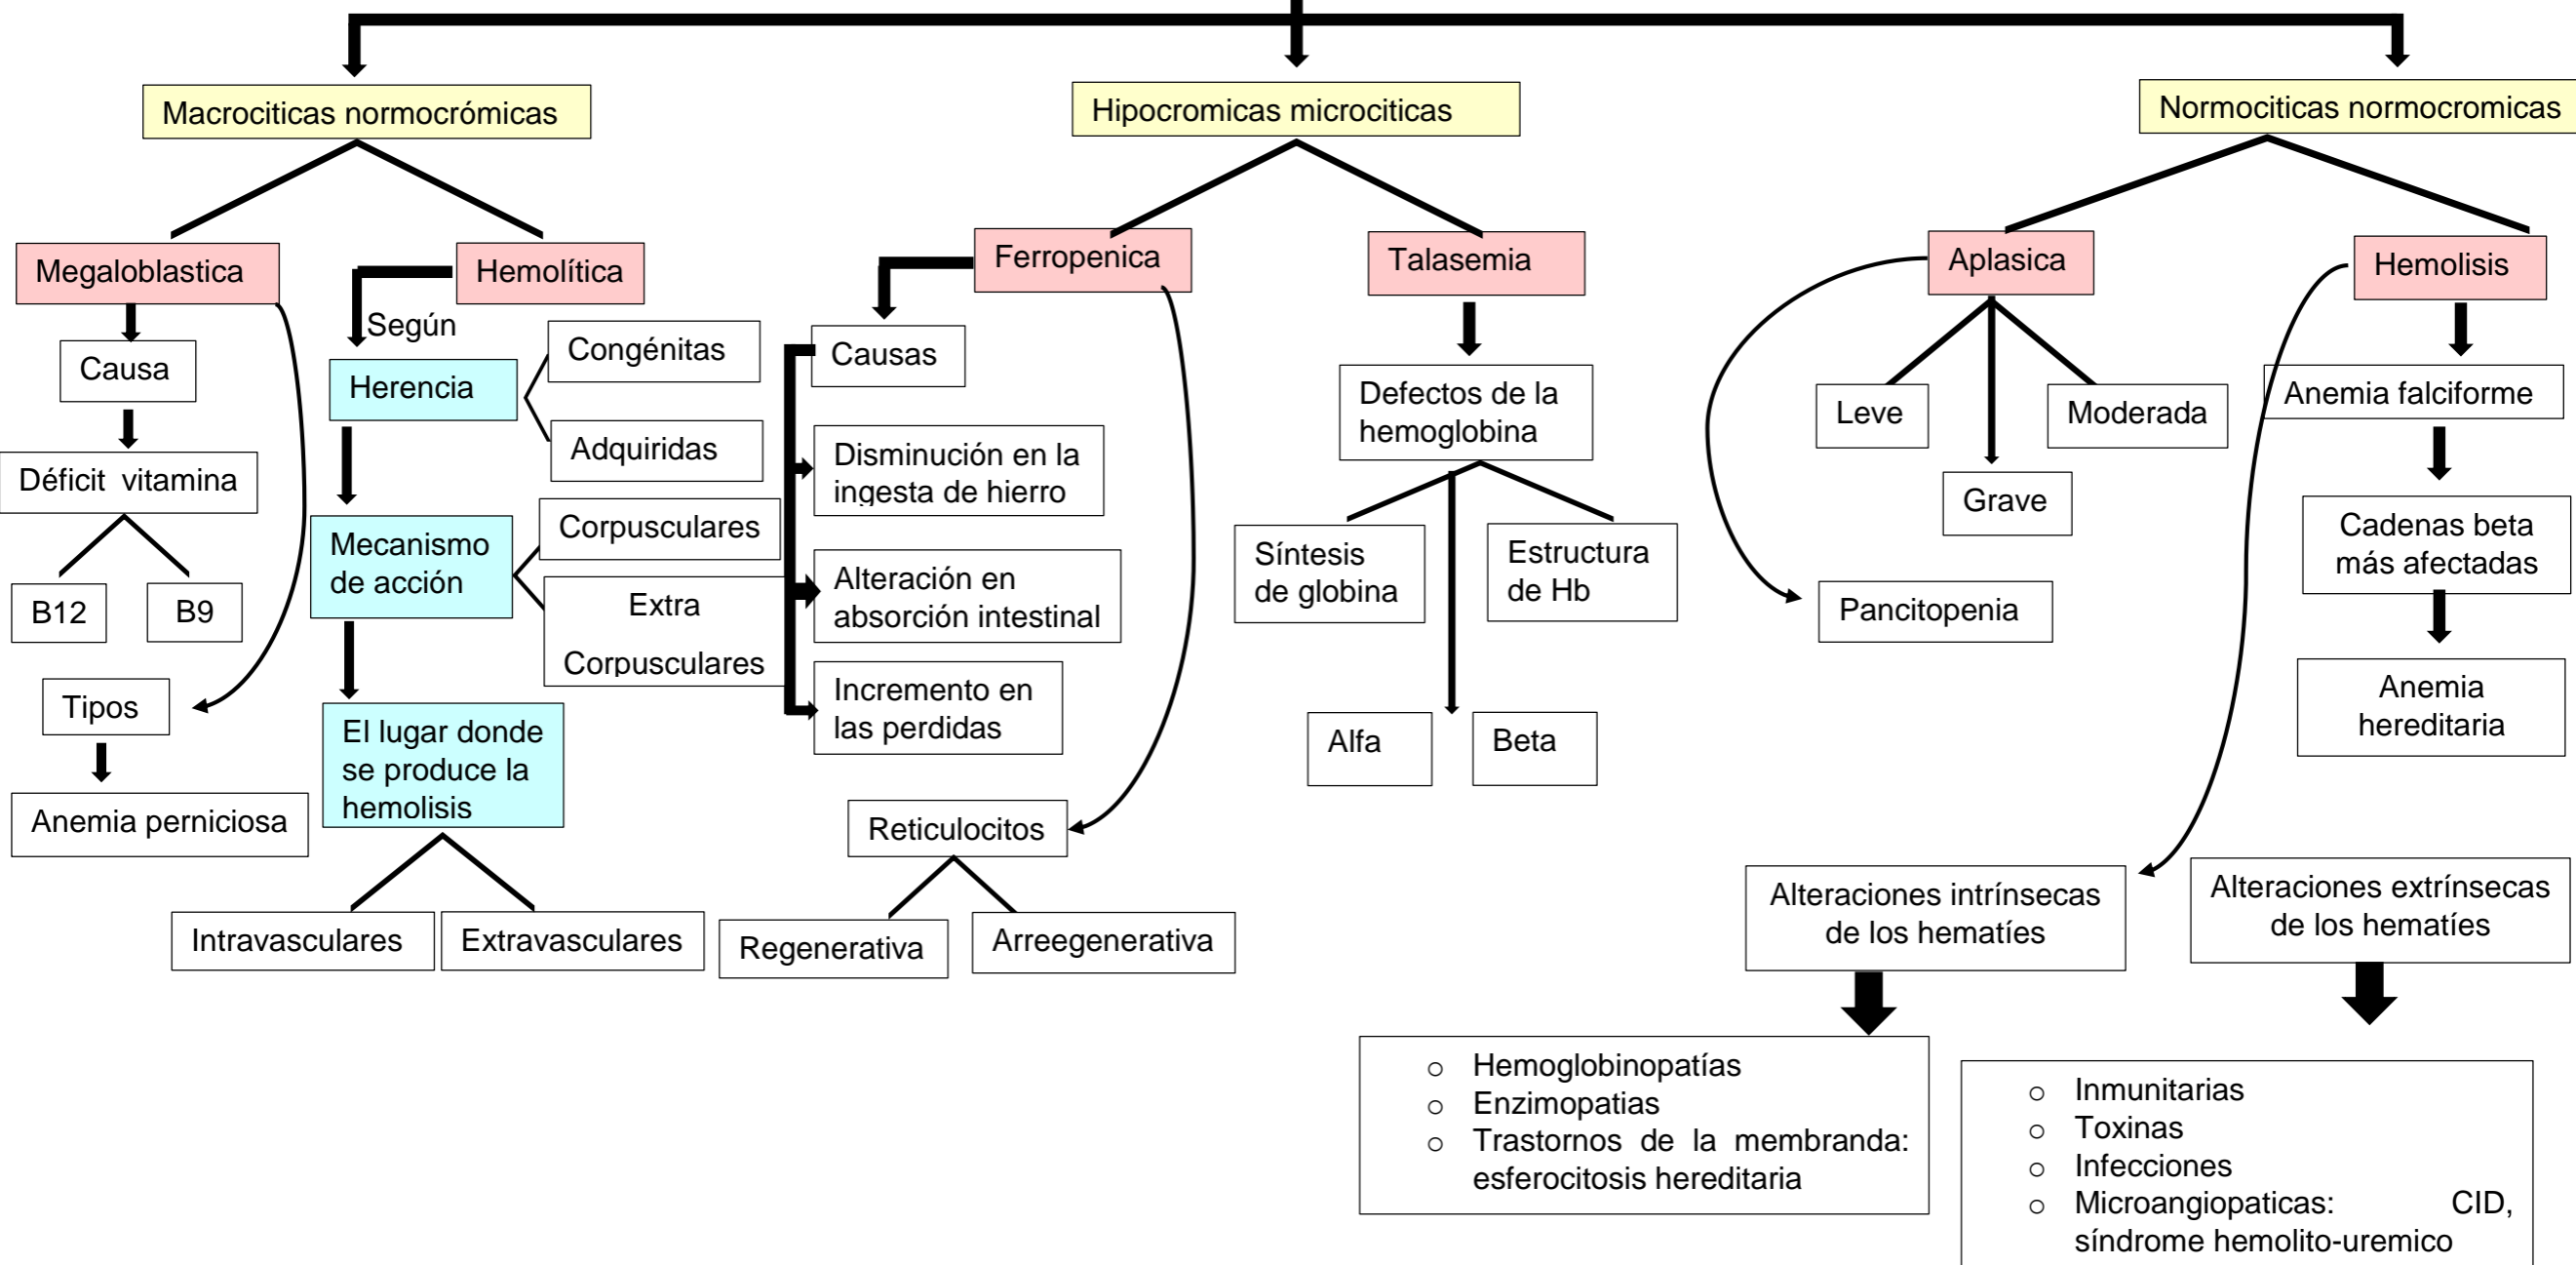 Macrociticas normocrómicas
Hipocromicas microciticas
Normociticas normocromicas
Megaloblastica
Hemolítica
Ferropenica
Talasemia
Aplasica
Hemolisis
Según
Causa
Herencia
Congénitas
Adquiridas
Causas
Déficit  vitamina
B12
B9
Mecanismo
de acción
Corpusculares
Extra
Corpusculares
Disminución en la
ingesta de hierro
Alteración en
absorción intestinal
Incremento en
las perdidas
Tipos
Anemia perniciosa
El lugar donde
se produce la
hemolisis
Intravasculares
Extravasculares
Reticulocitos
Regenerativa
Arreegenerativa
Defectos de la
hemoglobina
Síntesis
de globina
Estructura
de Hb
Alfa
Beta
Leve
Moderada
Grave
Pancitopenia
Anemia falciforme
Cadenas beta
más afectadas
Anemia
hereditaria
Alteraciones intrínsecas
de los hematíes
Alteraciones extrínsecas
de los hematíes
o Hemoglobinopatías
o Enzimopatias
o Trastornos de la membranda:
esferocitosis hereditaria
o Inmunitarias
o Toxinas
o Infecciones
o Microangiopaticas: CID,
síndrome hemolito-uremico